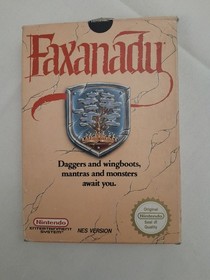 Faxanadu
Daggers and wingboots,
mantras and monsters
await you.
Nintendo
ENTERTAINMENT
SYSTEM
NES VERSION
Original
Nintendo
Seal of
Quality